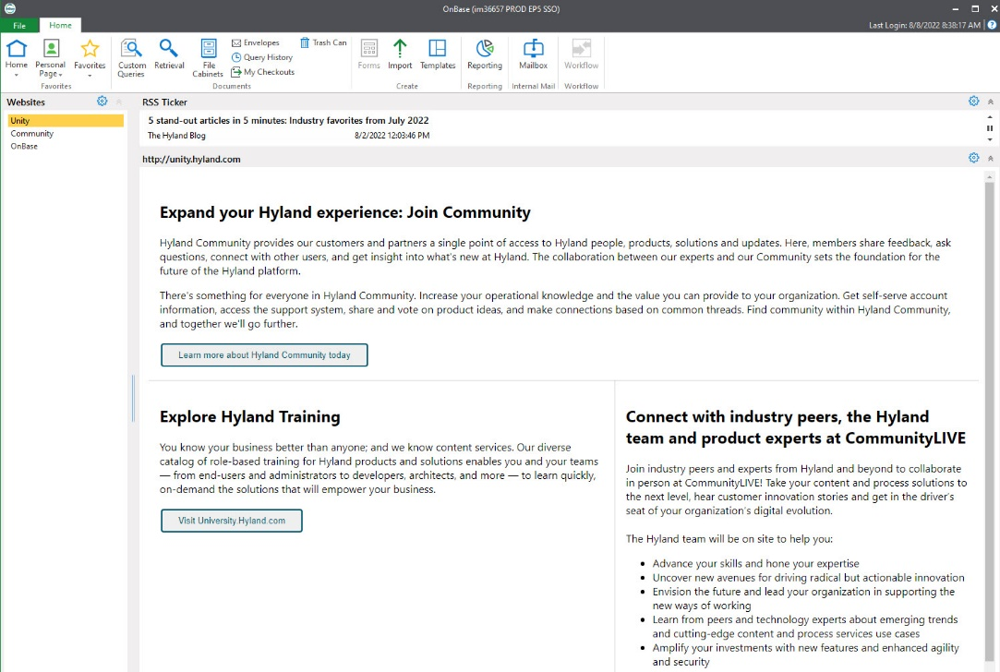 OnBase (im36657 PROD EP5 SSO)
File
Home
Last Login: 8/8/2022 8:38:17 AM
Home
Personal
Page
Favorites
Favorites
Custom
Queries
Retrieval
File
Cabinets
Envelopes
Query History
My Checkouts
Trash Can
Documents
Forms
Import
Templates
Create
Reporting
Reporting
Mailbox
Internal Mail
Workflow
Workflow
Websites
Unity
Community
OnBase
RSS Ticker
5 stand-out articles in 5 minutes: Industry favorites from July 2022
The Hyland Blog 8/2/2022 12:03:46 PM
http://unity.hyland.com
Expand your Hyland experience: Join Community
Hyland Community provides our customers and partners a single point of access to Hyland people, products, solutions and updates. Here, members share feedback, ask
questions, connect with other users, and get insight into what's new at Hyland. The collaboration between our experts and our Community sets the foundation for the
future of the Hyland platform.
There's something for everyone in Hyland Community. Increase your operational knowledge and the value you can provide to your organization. Get self-serve account
information, access the support system, share and vote on product ideas, and make connections based on common threads. Find community within Hyland Community,
and together we'll go further.
Learn more about Hyland Community today
Explore Hyland Training
You know your business better than anyone; and we know content services. Our diverse
catalog of role-based training for Hyland products and solutions enables you and your teams
— from end-users and administrators to developers, architects, and more — to learn quickly,
on-demand the solutions that will empower your business.
Visit University.Hyland.com
Connect with industry peers, the Hyland
team and product experts at CommunityLIVE
Join industry peers and experts from Hyland and beyond to collaborate
in person at CommunityLIVE! Take your content and process solutions to
the next level, hear customer innovation stories and get in the driver's
seat of your organization's digital evolution.
The Hyland team will be on site to help you:
• Advance your skills and hone your expertise
• Uncover new avenues for driving radical but actionable innovation
• Envision the future and lead your organization in supporting the
new ways of working
• Learn from peers and technology experts about emerging trends
and cutting-edge content and process services use cases
• Amplify your investments with new features and enhanced agility
and security